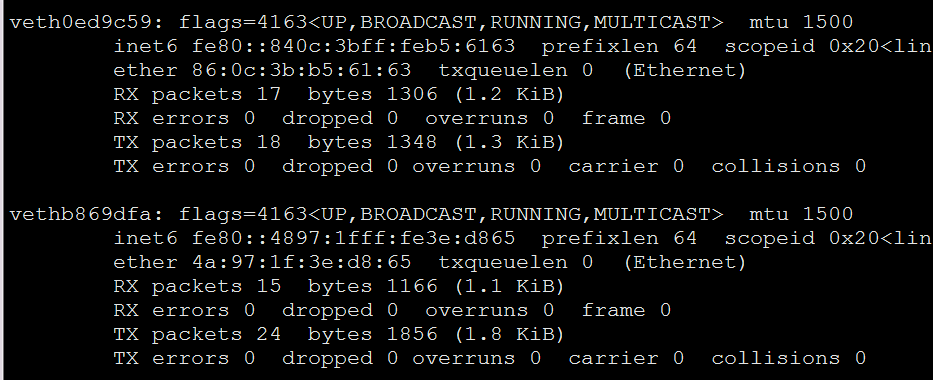 veth0ed9c59: flags=4163<UP,BROADCAST,RUNNING,MULTICAST>  mtu 1500
        inet6 fe80::840c:3bff:feb5:6163  prefixlen 64  scopeid 0x20<lin
        ether 86:0c:3b:b5:61:63  txqueuelen 0  (Ethernet)
        RX packets 17  bytes 1306 (1.2 KiB)
        RX errors 0  dropped 0  overruns 0  frame 0
        TX packets 18  bytes 1348 (1.3 KiB)
        TX errors 0  dropped 0 overruns 0  carrier 0  collisions 0

vethb869dfa: flags=4163<UP,BROADCAST,RUNNING,MULTICAST>  mtu 1500
        inet6 fe80::4897:1fff:fe3e:d865  prefixlen 64  scopeid 0x20<lin
        ether 4a:97:1f:3e:d8:65  txqueuelen 0  (Ethernet)
        RX packets 15  bytes 1166 (1.1 KiB)
        RX errors 0  dropped 0  overruns 0  frame 0
        TX packets 24  bytes 1856 (1.8 KiB)
        TX errors 0  dropped 0 overruns 0  carrier 0  collisions 0